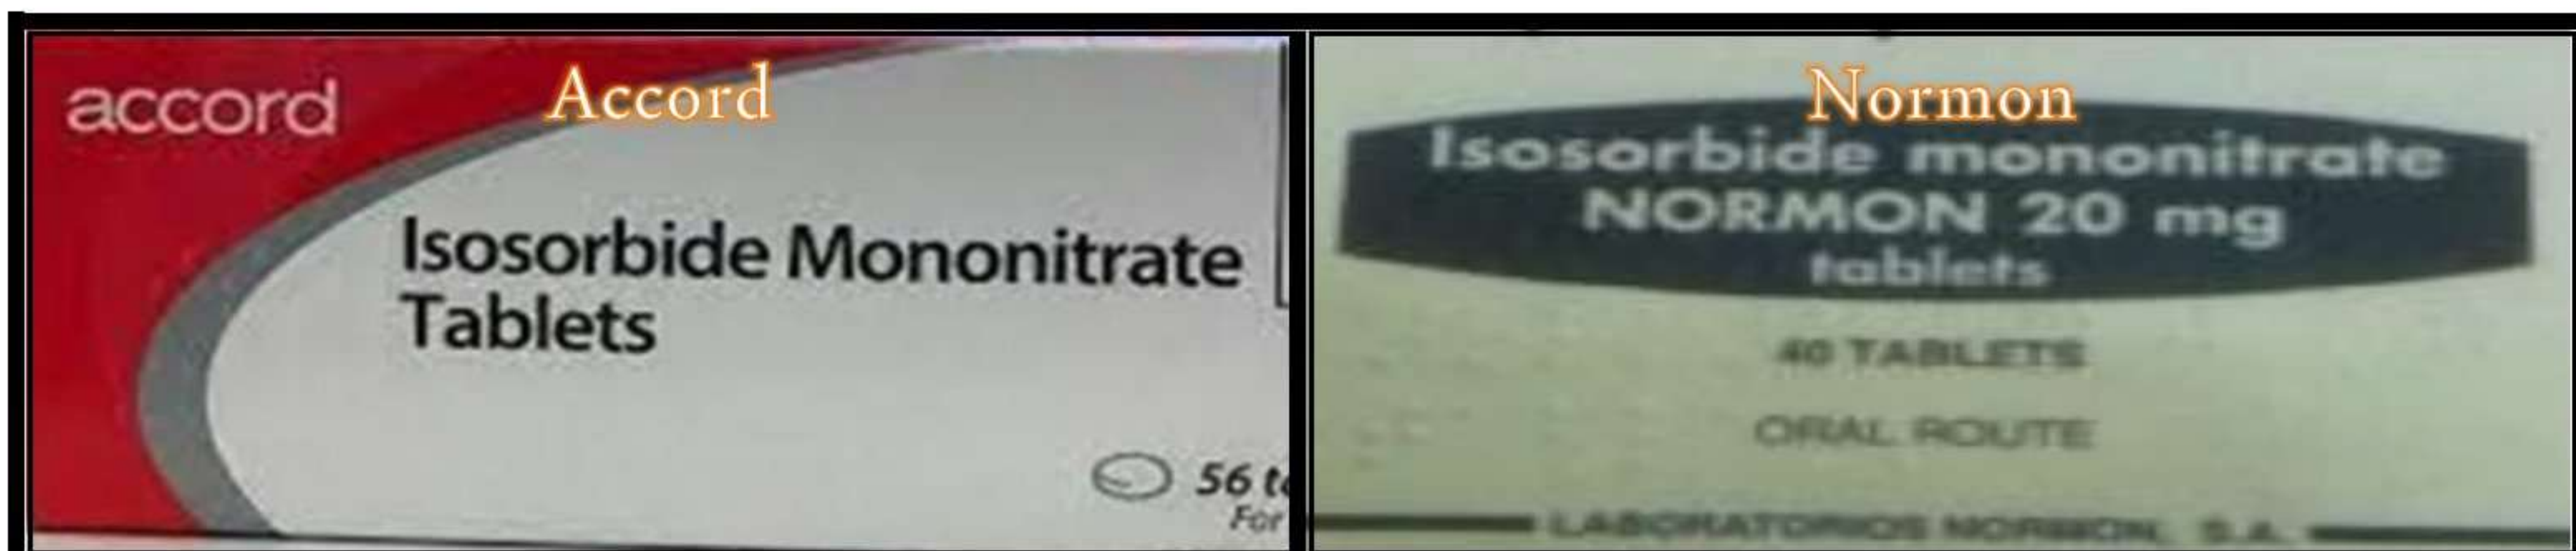 accord
Accord
Isosorbide Mononitrate
Tablets
56
For
Normon
Isosorbide mononitrate
NORMON 20 mg
tablets
40 TABLETS
ORAL ROUTE
LABORATORIOS NORMON, S.A.